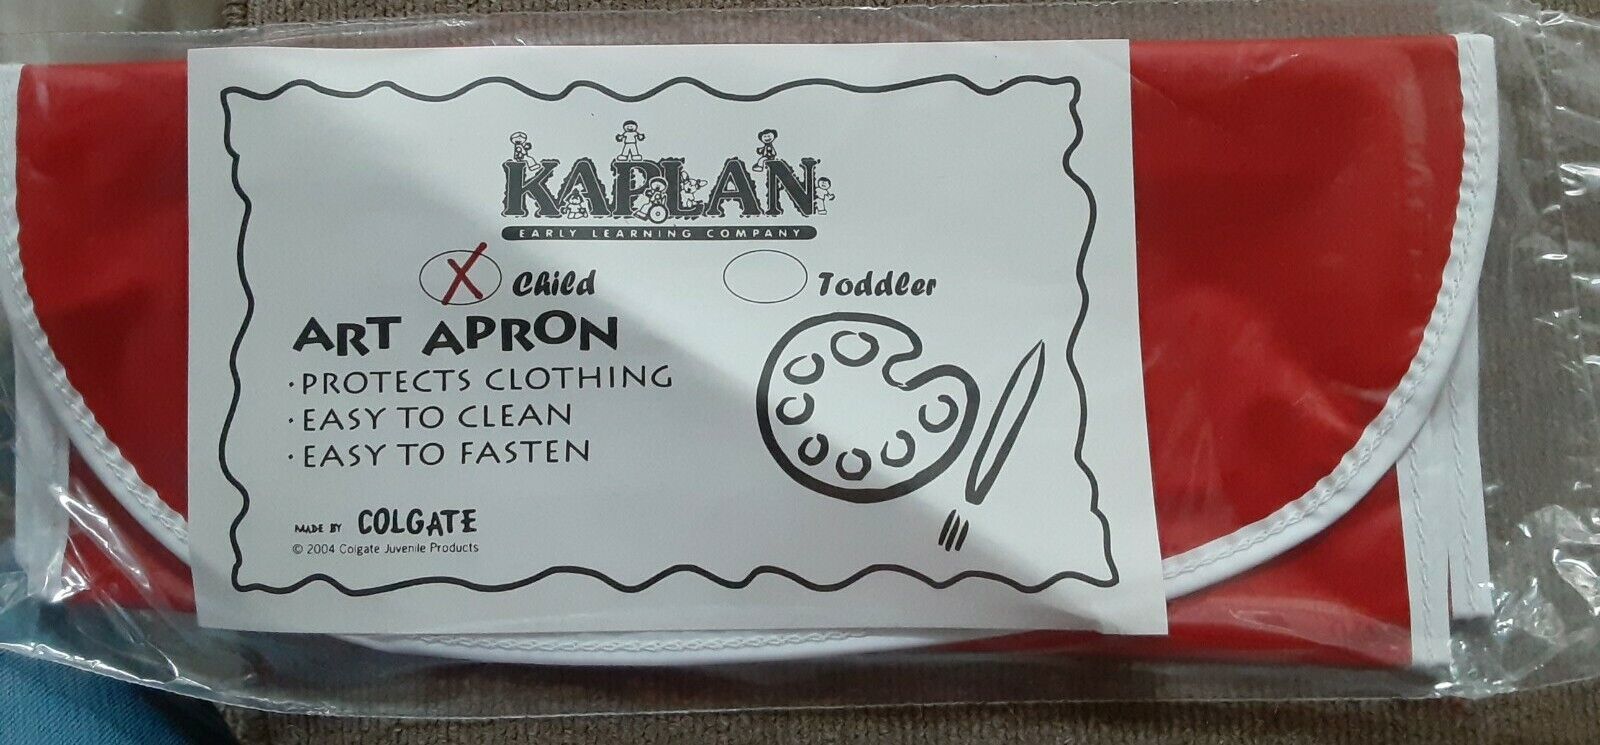 KAPLAN
EARLY LEARNING COMPANY
X Child Toddler
ART APRON
· PROTECTS CLOTHING
· EASY TO CLEAN
· EASY TO FASTEN
MADE BY COLGATE
© 2004 Colgate Juvenile Products